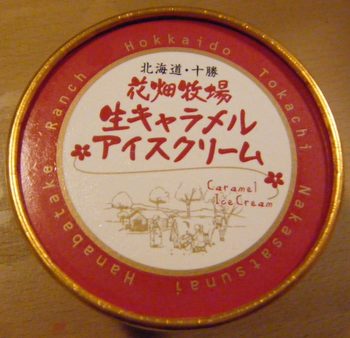 Hanabatake Ranch Hokkaido Tokachi Nakasatsunai
北海道・十勝
花畑牧場
生キャラメル
アイスクリーム
Caramel
Ice Cream